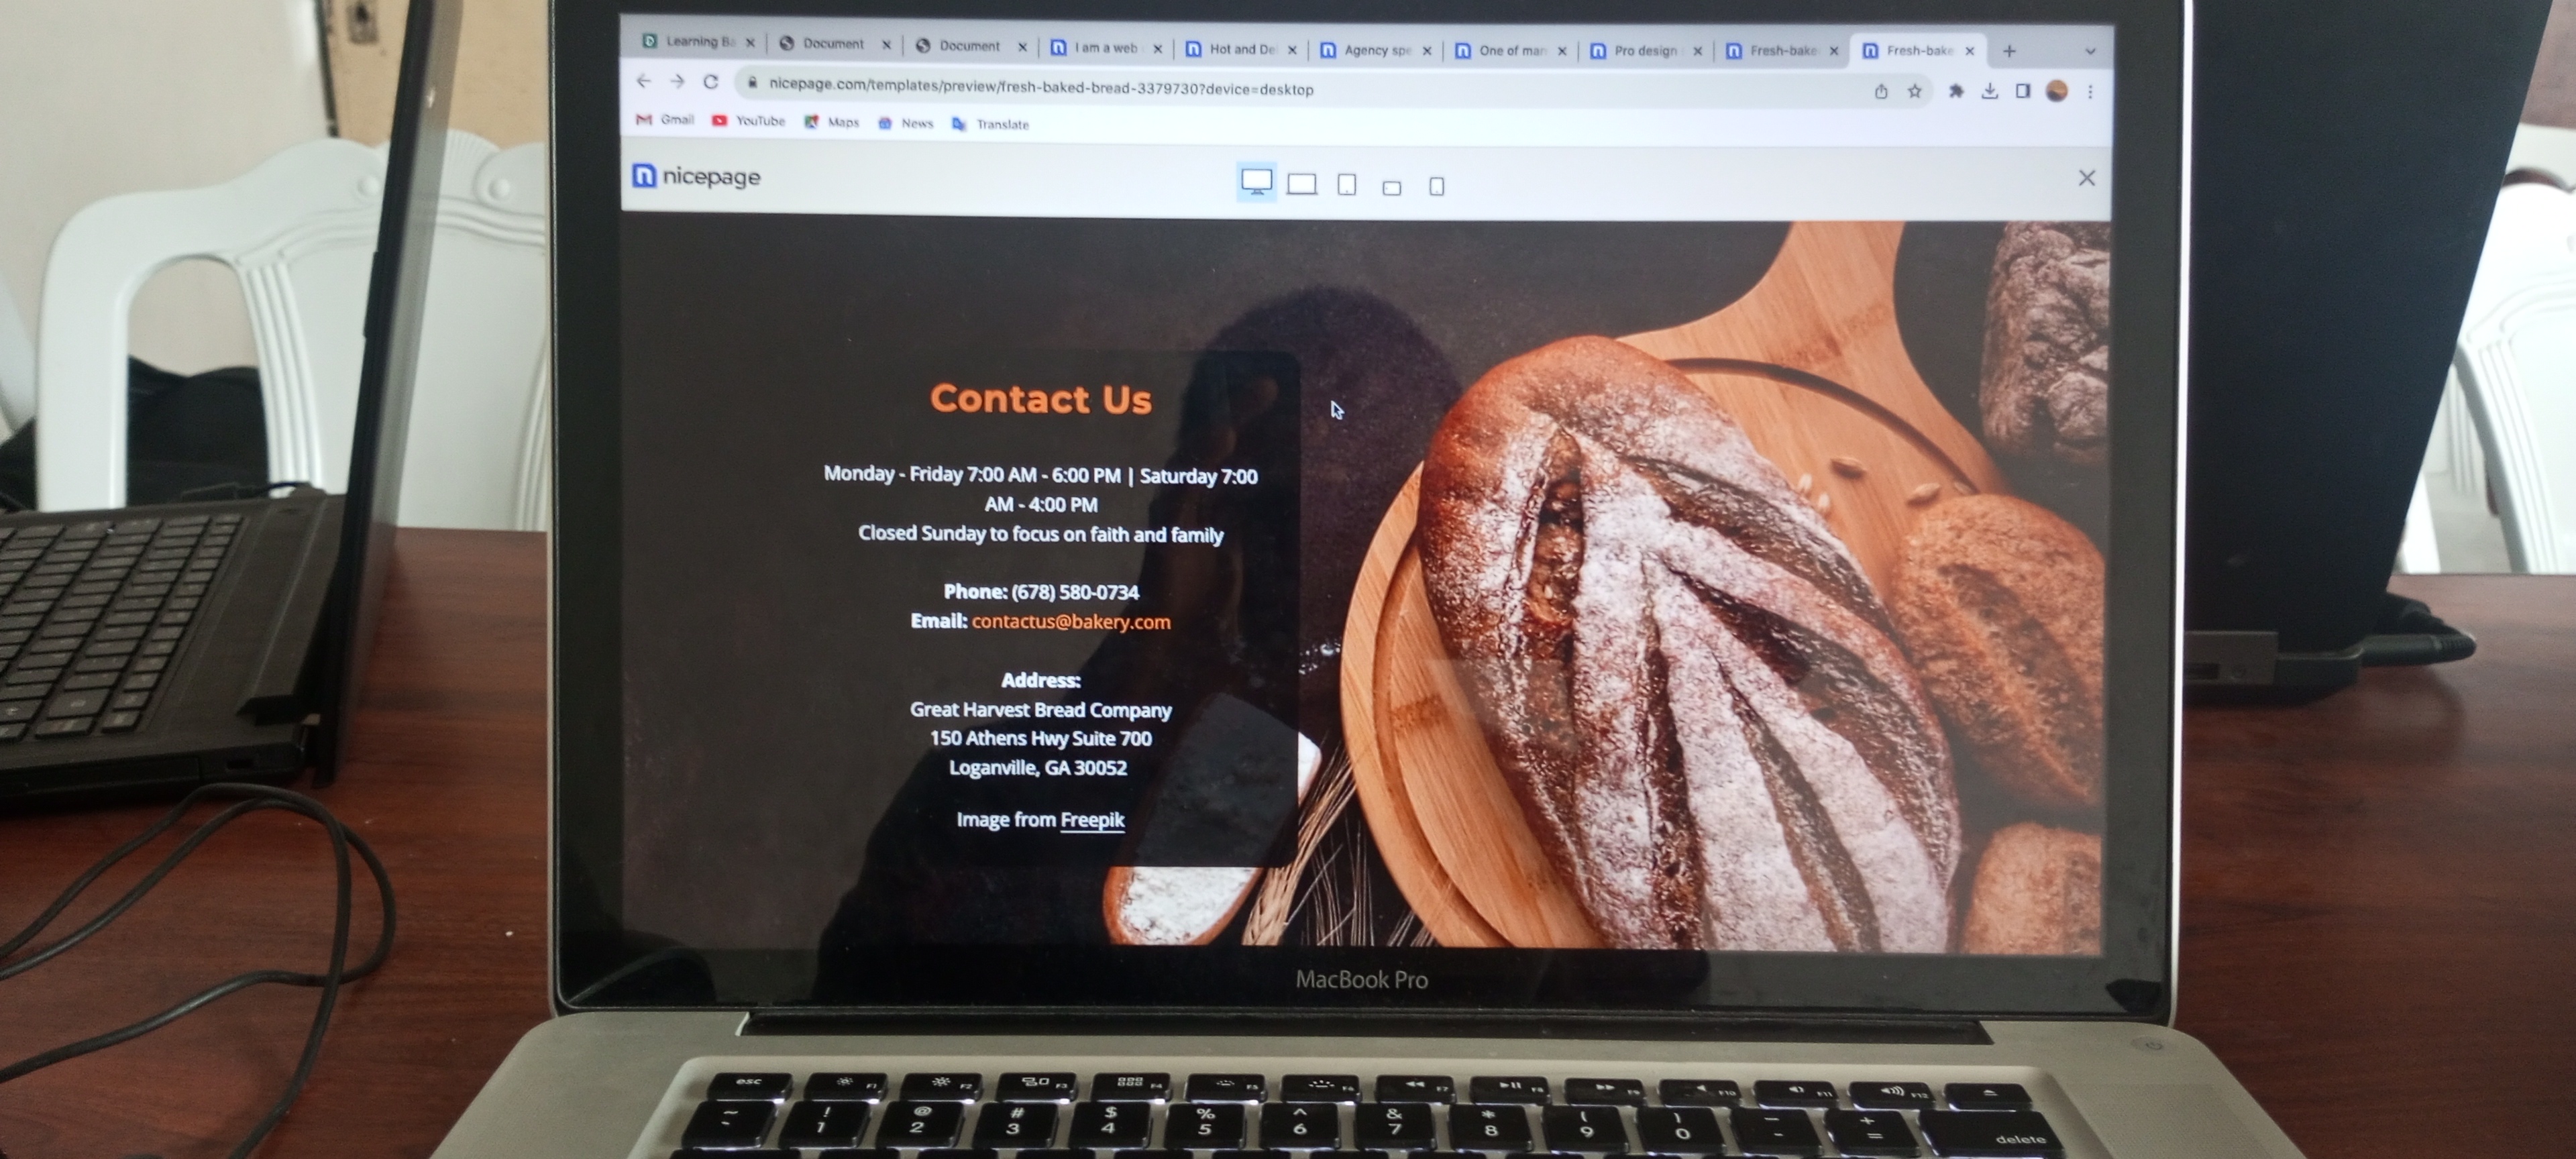 Learning Ba
Document
Document
I am a web
Hot and De
Agency spe
One of man
Pro design
Fresh-bake
Fresh-bake
nicepage.com/templates/preview/fresh-baked-bread-3379730?device=desktop
Gmail
YouTube
Maps
News
Translate
nicepage
Contact Us
Monday - Friday 7:00 AM - 6:00 PM | Saturday 7:00
AM - 4:00 PM
Closed Sunday to focus on faith and family
Phone: (678) 580-0734
Email: contactus@bakery.com
Address:
Great Harvest Bread Company
150 Athens Hwy Suite 700
Loganville, GA 30052
Image from Freepik
MacBook Pro
esc F1 F2 F3 F4 F5 F6 F7 F8 F9 F10 F11 F12
~ ! @ # $ % ^ & * ( ) — +
` 1 2 3 4 5 6 7 8 9 0 - = delete